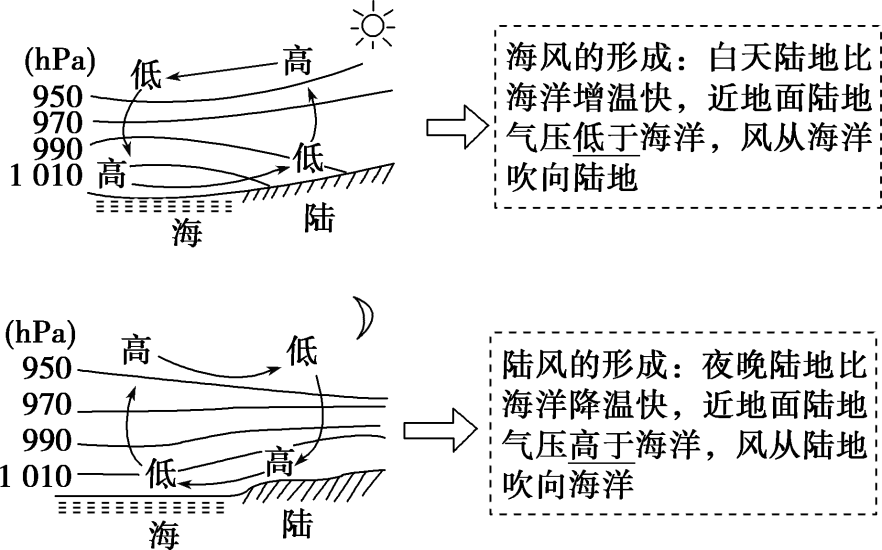 (hPa)
低
高
950
970
990
1 010
高
低
海
陆
海风的形成：白天陆地比
海洋增温快，近地面陆地
气压低于海洋，风从海洋
吹向陆地
(hPa)
高
低
950
970
990
1 010
低
高
海
陆
陆风的形成：夜晚陆地比
海洋降温快，近地面陆地
气压高于海洋，风从陆地
吹向海洋